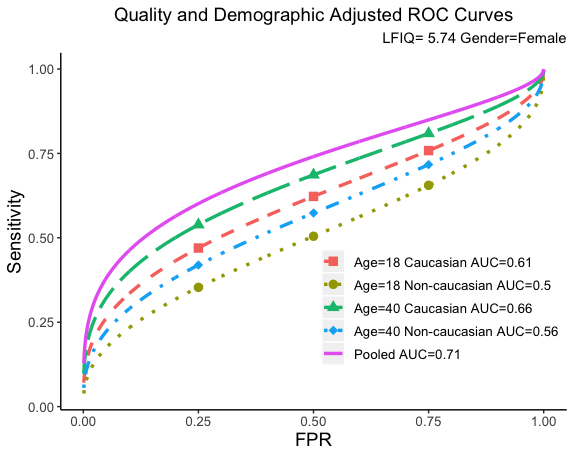 Quality and Demographic Adjusted ROC Curves
LFIQ= 5.74 Gender=Female
1.00
0.75
0.50
0.25
0.00
Sensitivity
Age=18 Caucasian AUC=0.61
Age=18 Non-caucasian AUC=0.5
Age=40 Caucasian AUC=0.66
Age=40 Non-caucasian AUC=0.56
Pooled AUC=0.71
0.00 0.25 0.50 0.75 1.00
FPR